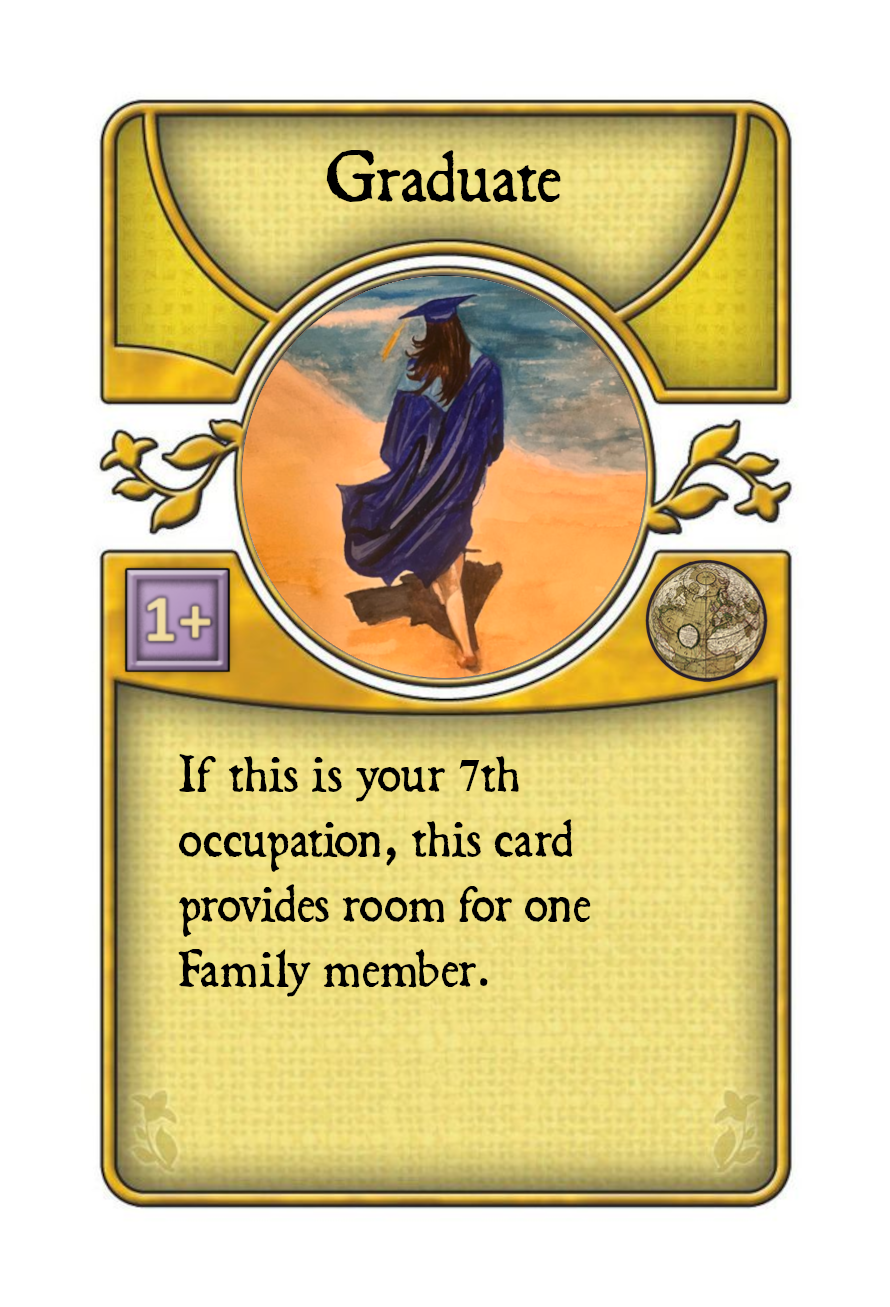 Graduate
1+
If this is your 7th
occupation, this card
provides room for one
Family member.